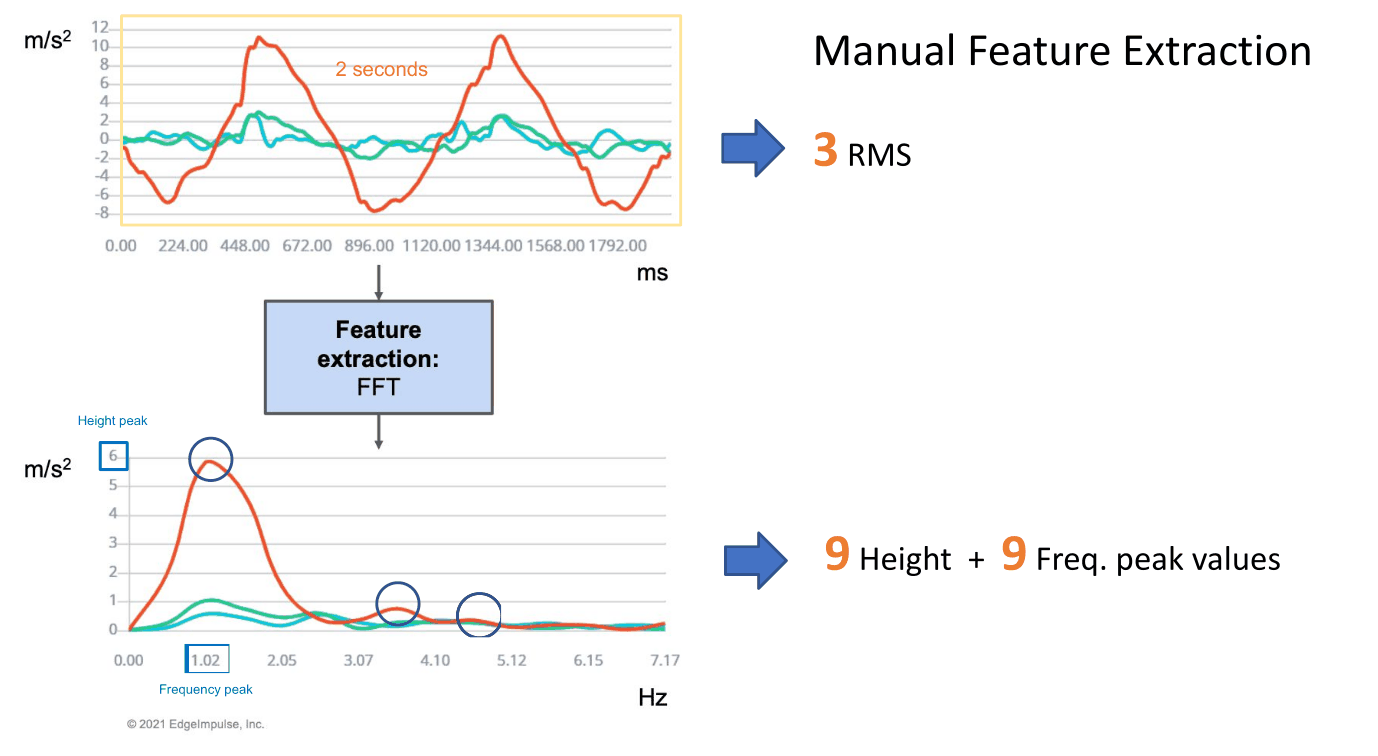 Manual Feature Extraction
m/s²
12
10
8
6
4
2
0
-2
-4
-6
-8
2 seconds
0.00 224.00 448.00 672.00 896.00 1120.00 1344.00 1568.00 1792.00
ms
3 RMS
Feature
extraction:
FFT
Height peak
m/s²
6
5
4
3
2
1
0
0.00 1.02 2.05 3.07 4.10 5.12 6.15 7.17
Frequency peak
Hz
9 Height + 9 Freq. peak values
© 2021 EdgeImpulse, Inc.